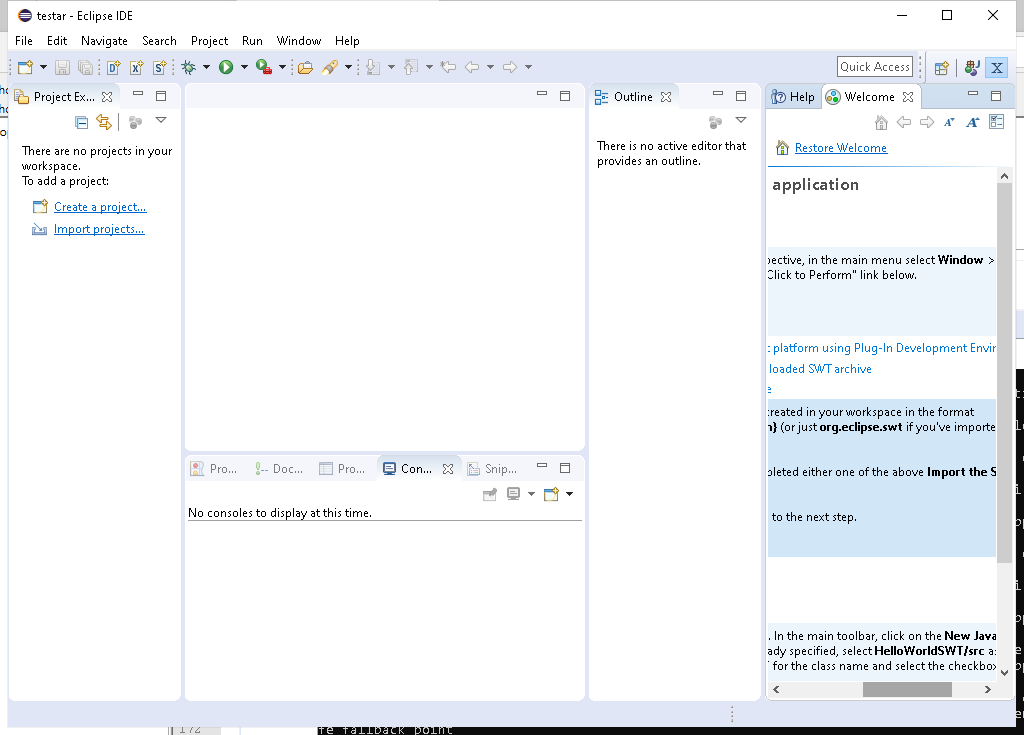 testar - Eclipse IDE
File Edit Navigate Search Project Run Window Help
Quick Access
Project Ex...
There are no projects in your
workspace.
To add a project:
Create a project...
Import projects...
Outline
There is no active editor that
provides an outline.
Help
Welcome
Restore Welcome
application
pective, in the main menu select Window >
Click to Perform" link below.
t platform using Plug-In Development Envir
loaded SWT archive
e
created in your workspace in the format
n} (or just org.eclipse.swt if you've importe
pleted either one of the above Import the S
to the next step.
. In the main toolbar, click on the New Java
ady specified, select HelloWorldSWT/src a
for the class name and select the checkbox
Pro...
Doc...
Pro...
Con...
Snip...
No consoles to display at this time.
172
fe fallback point